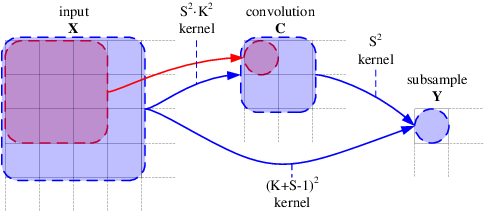 input
X
S²·K²
kernel
convolution
C
S²
kernel
subsample
Y
(K+S-1)²
kernel